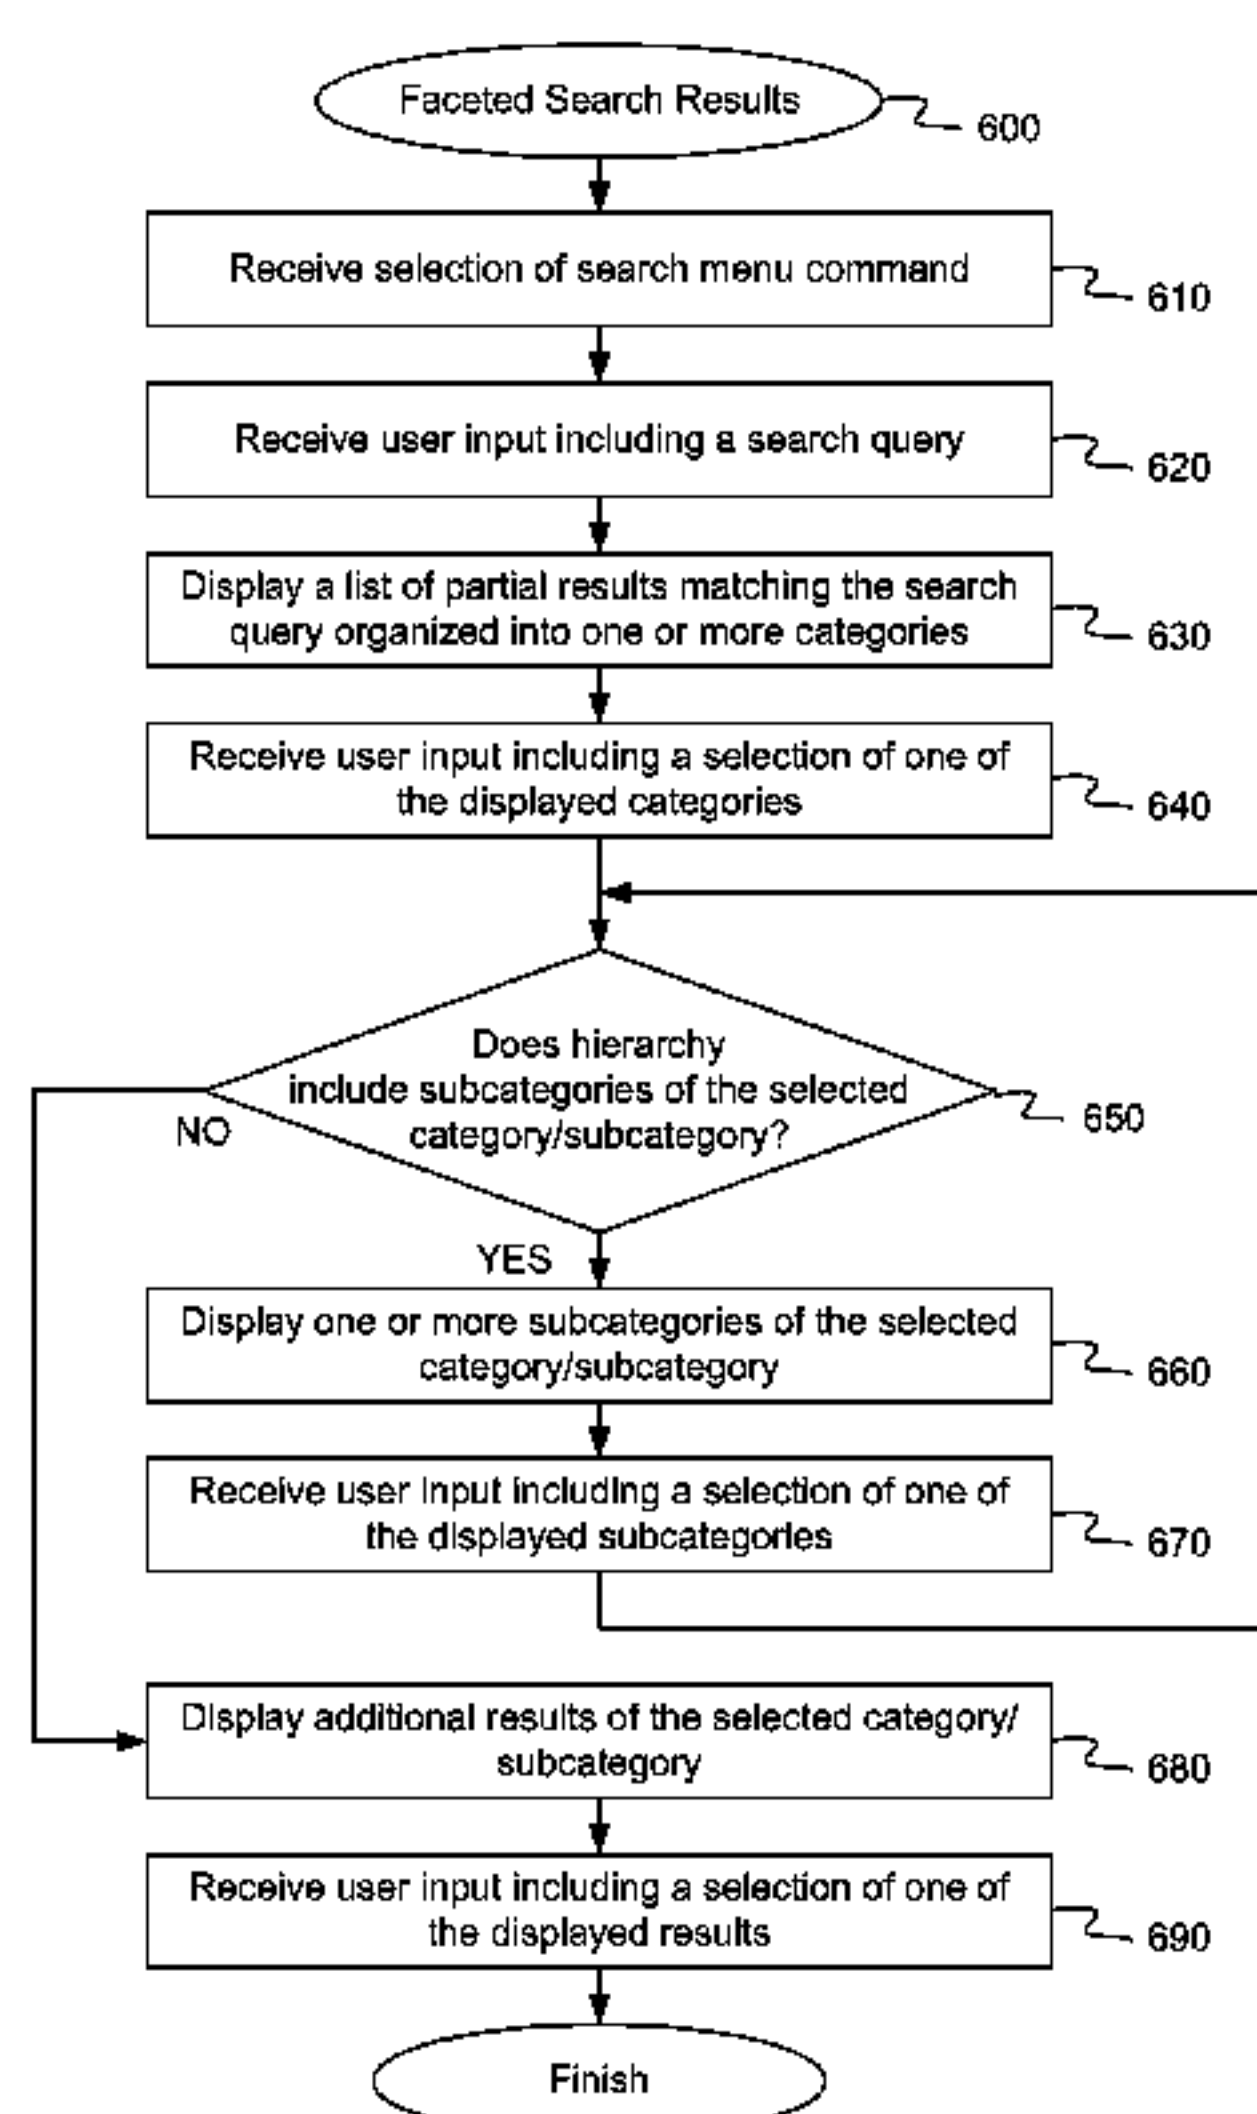 Faceted Search Results
600
Receive selection of search menu command
610
Receive user input including a search query
620
Display a list of partial results matching the search
query organized into one or more categories
630
Receive user input including a selection of one of
the displayed categories
640
Does hierarchy
include subcategories of the selected
category/subcategory?
650
NO
YES
Display one or more subcategories of the selected
category/subcategory
660
Receive user input including a selection of one of
the displayed subcategories
670
Display additional results of the selected category/
subcategory
680
Receive user input including a selection of one of
the displayed results
690
Finish